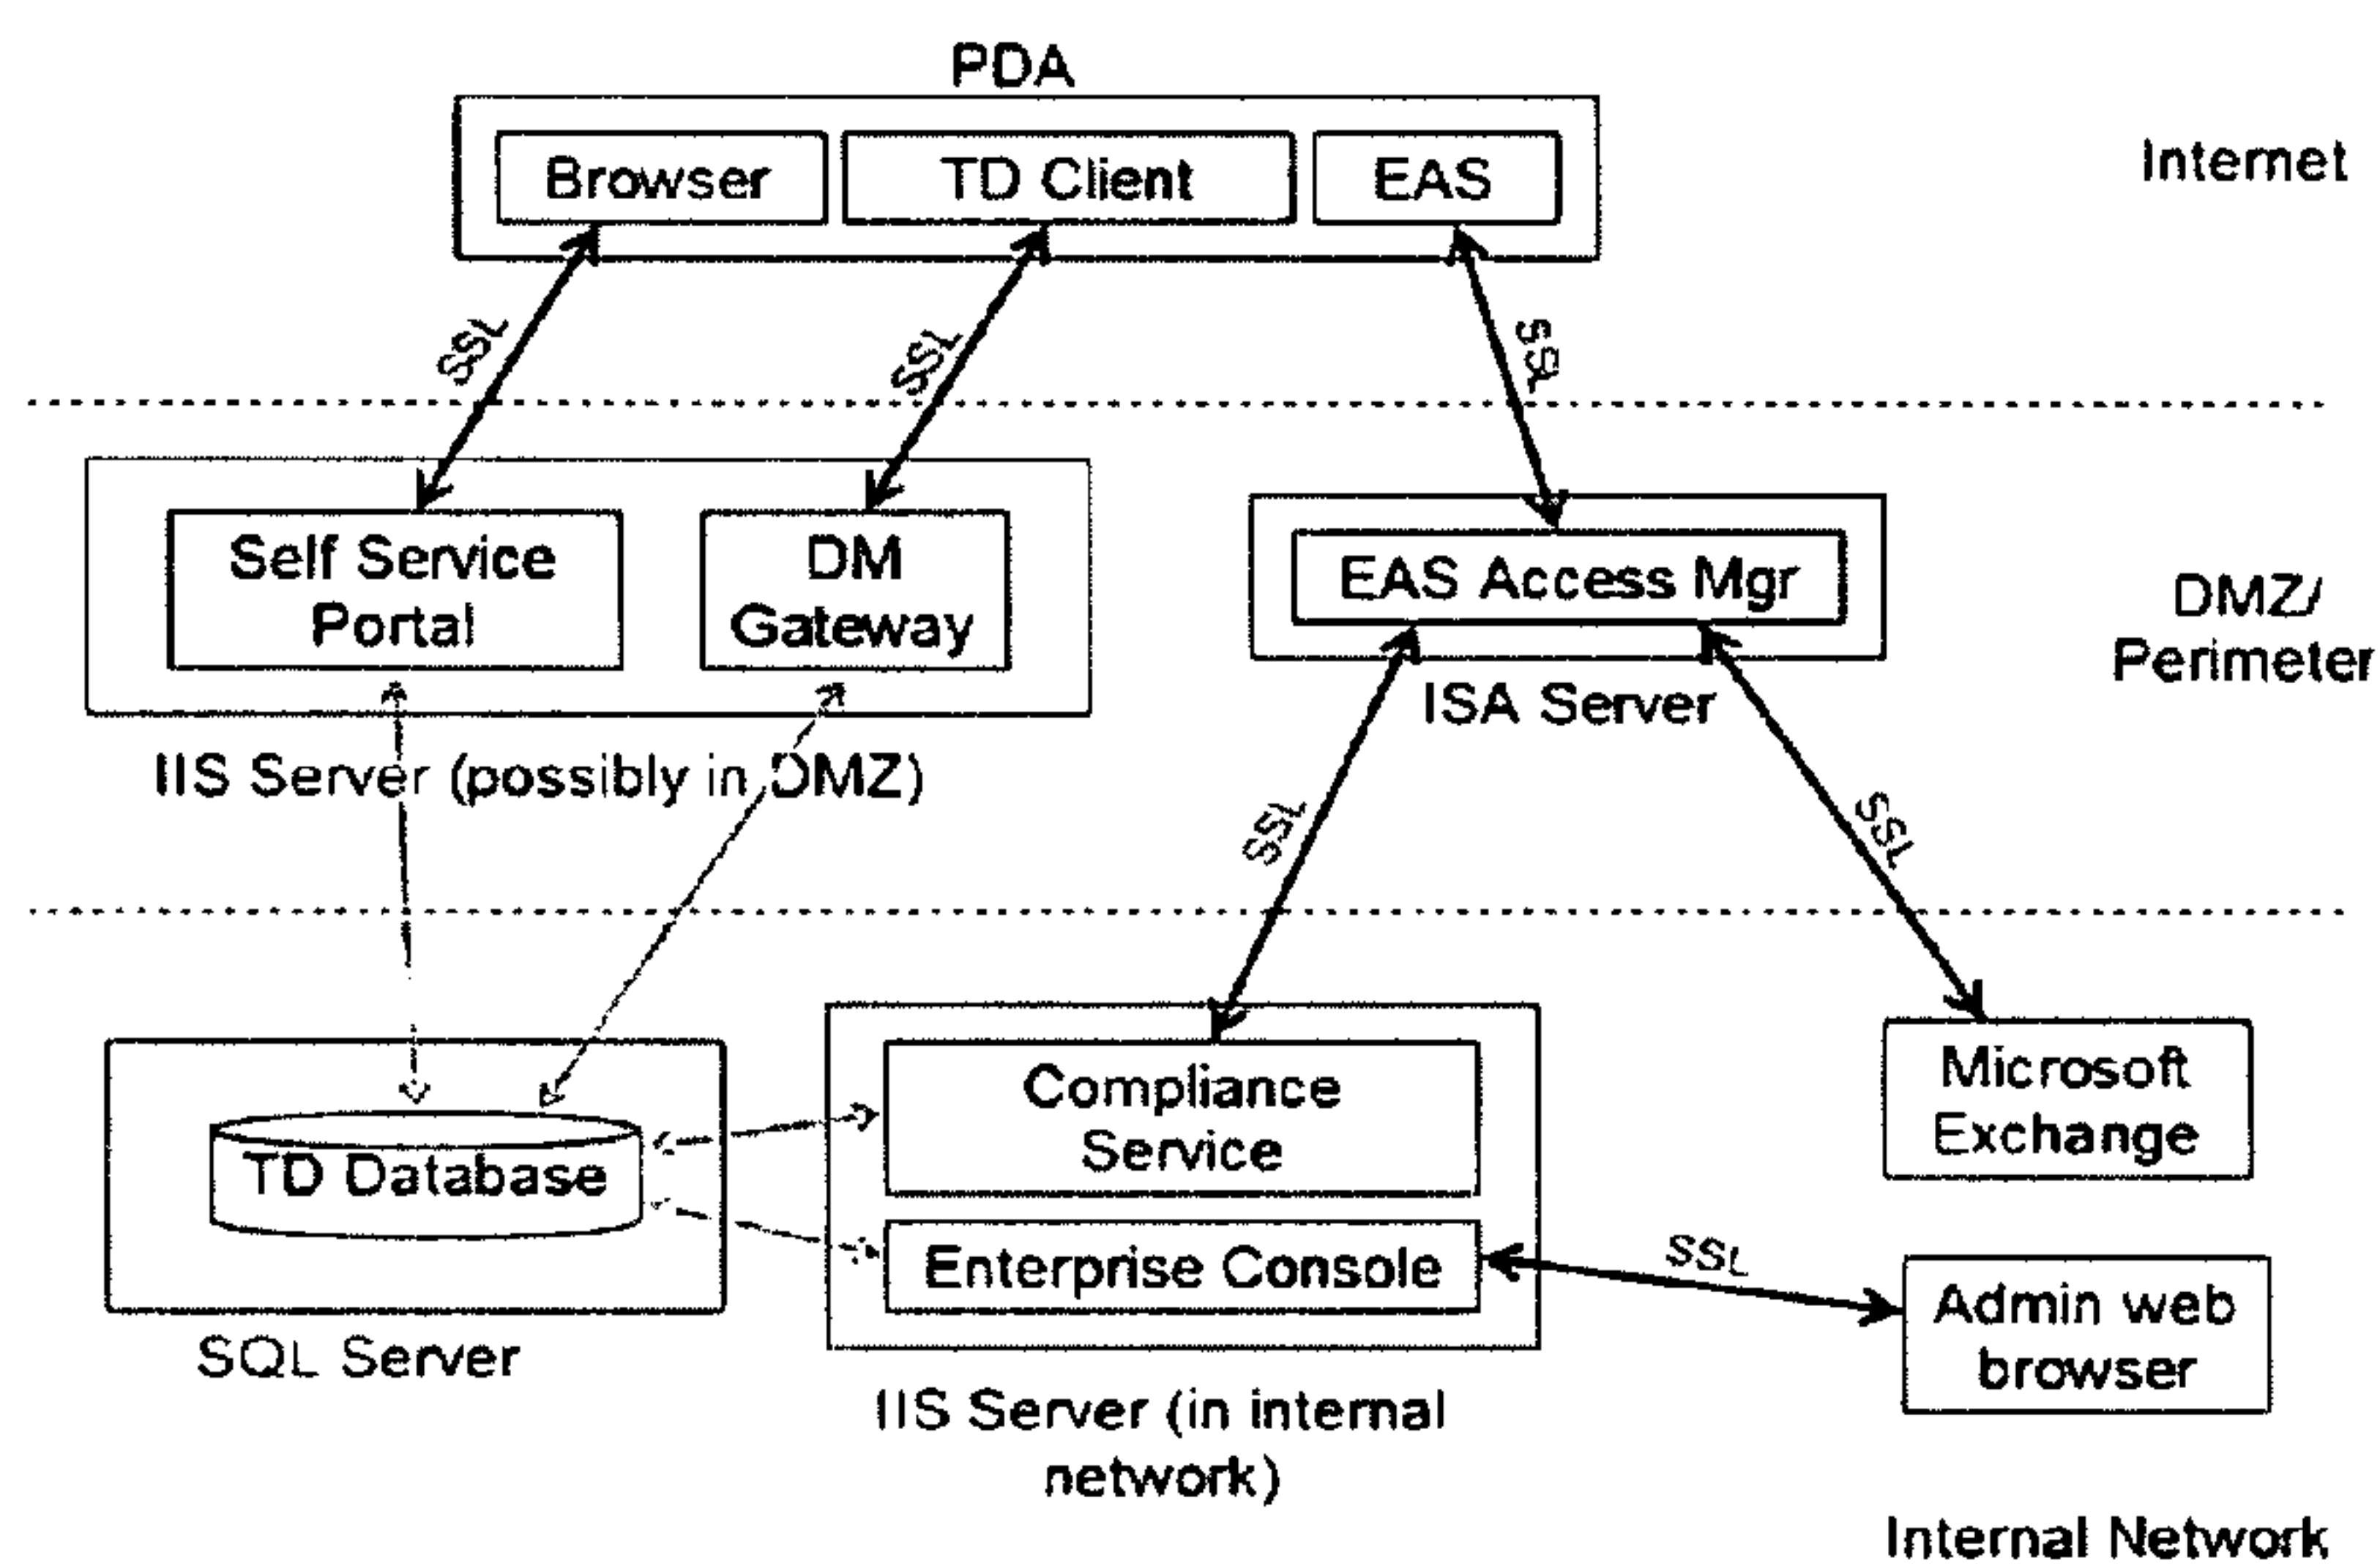 PDA
Browser
TD Client
EAS
Internet
SSL
SSL
SSL
Self Service
Portal
DM
Gateway
EAS Access Mgr
DMZ/
Perimeter
ISA Server
IIS Server (possibly in DMZ)
SSL
SSL
Compliance
Service
Microsoft
Exchange
TD Database
Enterprise Console
SSL
Admin web
browser
SQL Server
IIS Server (in internal
network)
Internal Network